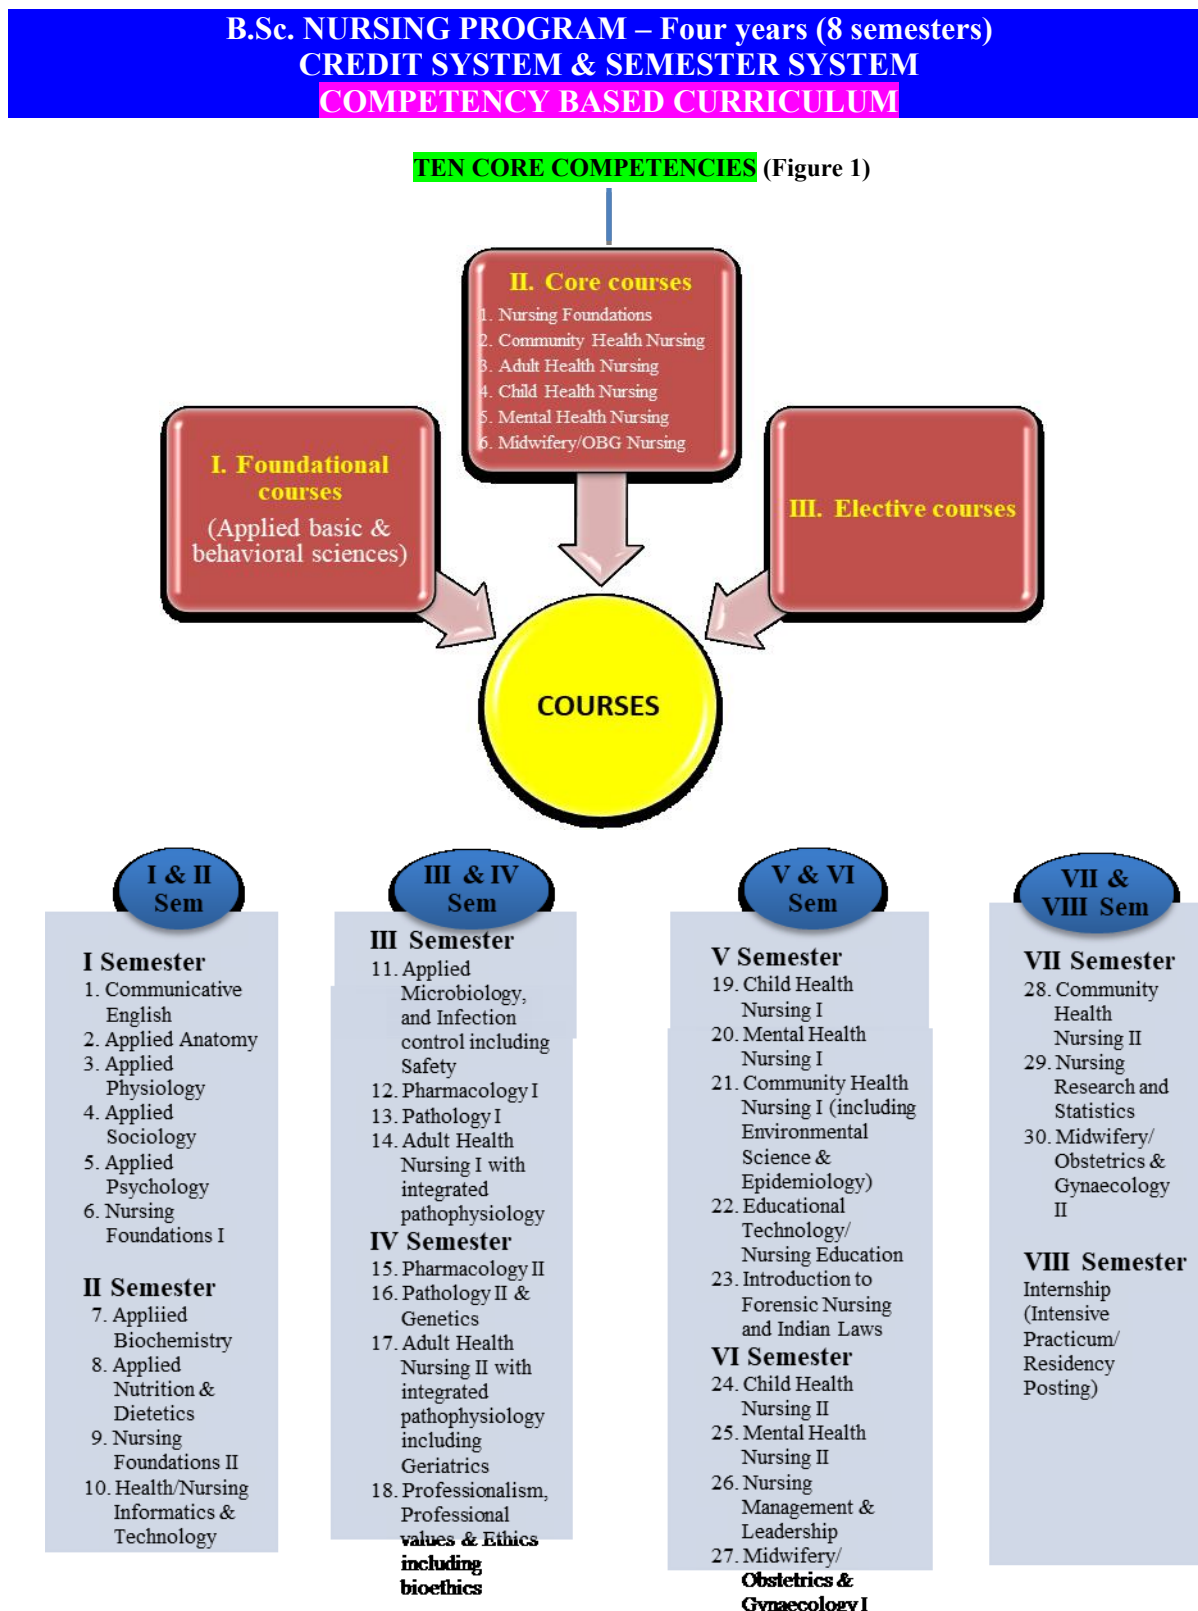 B.Sc. NURSING PROGRAM – Four years (8 semesters)
CREDIT SYSTEM & SEMESTER SYSTEM
COMPETENCY BASED CURRICULUM
TEN CORE COMPETENCIES (Figure 1)
II. Core courses
1. Nursing Foundations
2. Community Health Nursing
3. Adult Health Nursing
4. Child Health Nursing
5. Mental Health Nursing
6. Midwifery/OBG Nursing
I. Foundational
courses
(Applied basic &
behavioral sciences)
III. Elective courses
COURSES
I & II
Sem
I Semester
1. Communicative
English
2. Applied Anatomy
3. Applied
Physiology
4. Applied
Sociology
5. Applied
Psychology
6. Nursing
Foundations I
II Semester
7. Appliied
Biochemistry
8. Applied
Nutrition &
Dietetics
9. Nursing
Foundations II
10. Health/Nursing
Informatics &
Technology
III & IV
Sem
III Semester
11. Applied
Microbiology,
and Infection
control including
Safety
12. Pharmacology I
13. Pathology I
14. Adult Health
Nursing I with
integrated
pathophysiology
IV Semester
15. Pharmacology II
16. Pathology II &
Genetics
17. Adult Health
Nursing II with
integrated
pathophysiology
including
Geriatrics
18. Professionalism,
Professional
values & Ethics
including
bioethics
V & VI
Sem
V Semester
19. Child Health
Nursing I
20. Mental Health
Nursing I
21. Community Health
Nursing I (including
Environmental
Science &
Epidemiology)
22. Educational
Technology/
Nursing Education
23. Introduction to
Forensic Nursing
and Indian Laws
VI Semester
24. Child Health
Nursing II
25. Mental Health
Nursing II
26. Nursing
Management &
Leadership
27. Midwifery/
Obstetrics &
Gynaecology I
VII &
VIII Sem
VII Semester
28. Community
Health
Nursing II
29. Nursing
Research and
Statistics
30. Midwifery/
Obstetrics &
Gynaecology
II
VIII Semester
Internship
(Intensive
Practicum/
Residency
Posting)